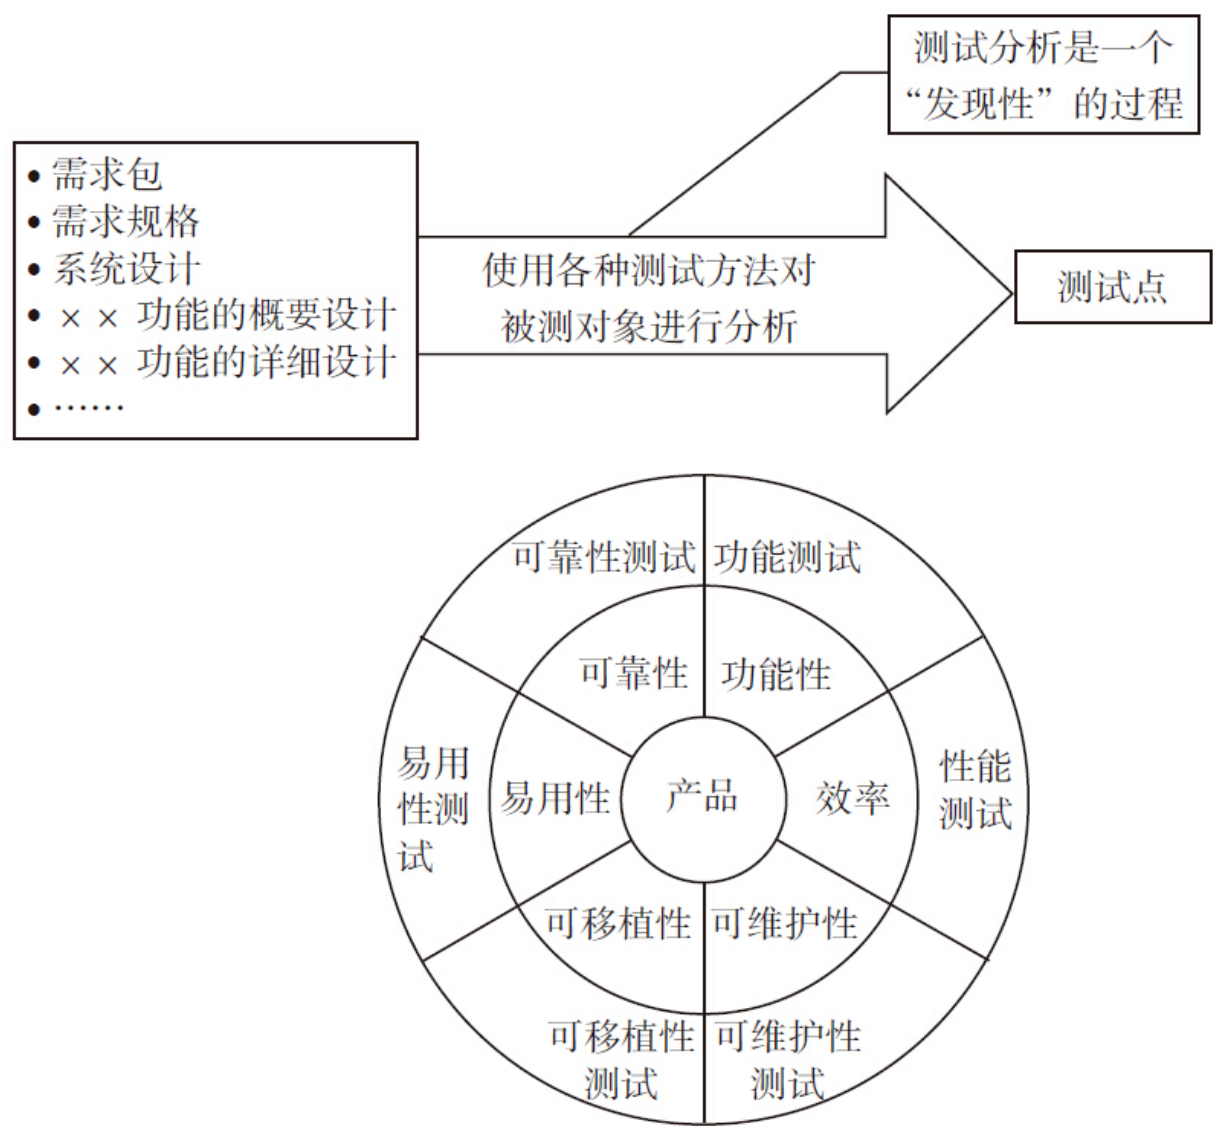 测试分析是一个
“发现性”的过程
• 需求包
• 需求规格
• 系统设计
• ×× 功能的概要设计
• ×× 功能的详细设计
• ……
使用各种测试方法对
被测对象进行分析
测试点
可靠性测试
功能测试
可靠性
功能性
易用
性测
试
易用性
产品
效率
性能
测试
可移植性
可维护性
可移植性
测试
可维护性
测试